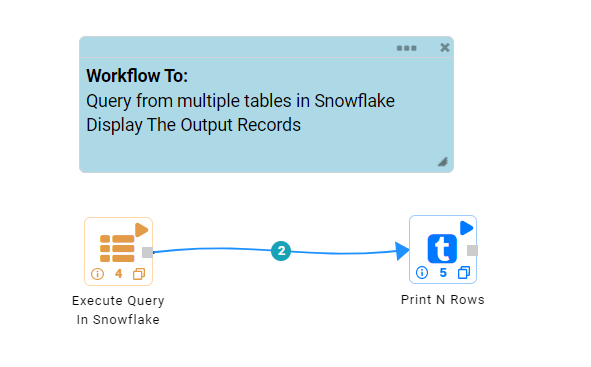 Workflow To:
Query from multiple tables in Snowflake
Display The Output Records
2
4
t
5
Execute Query
In Snowflake
Print N Rows